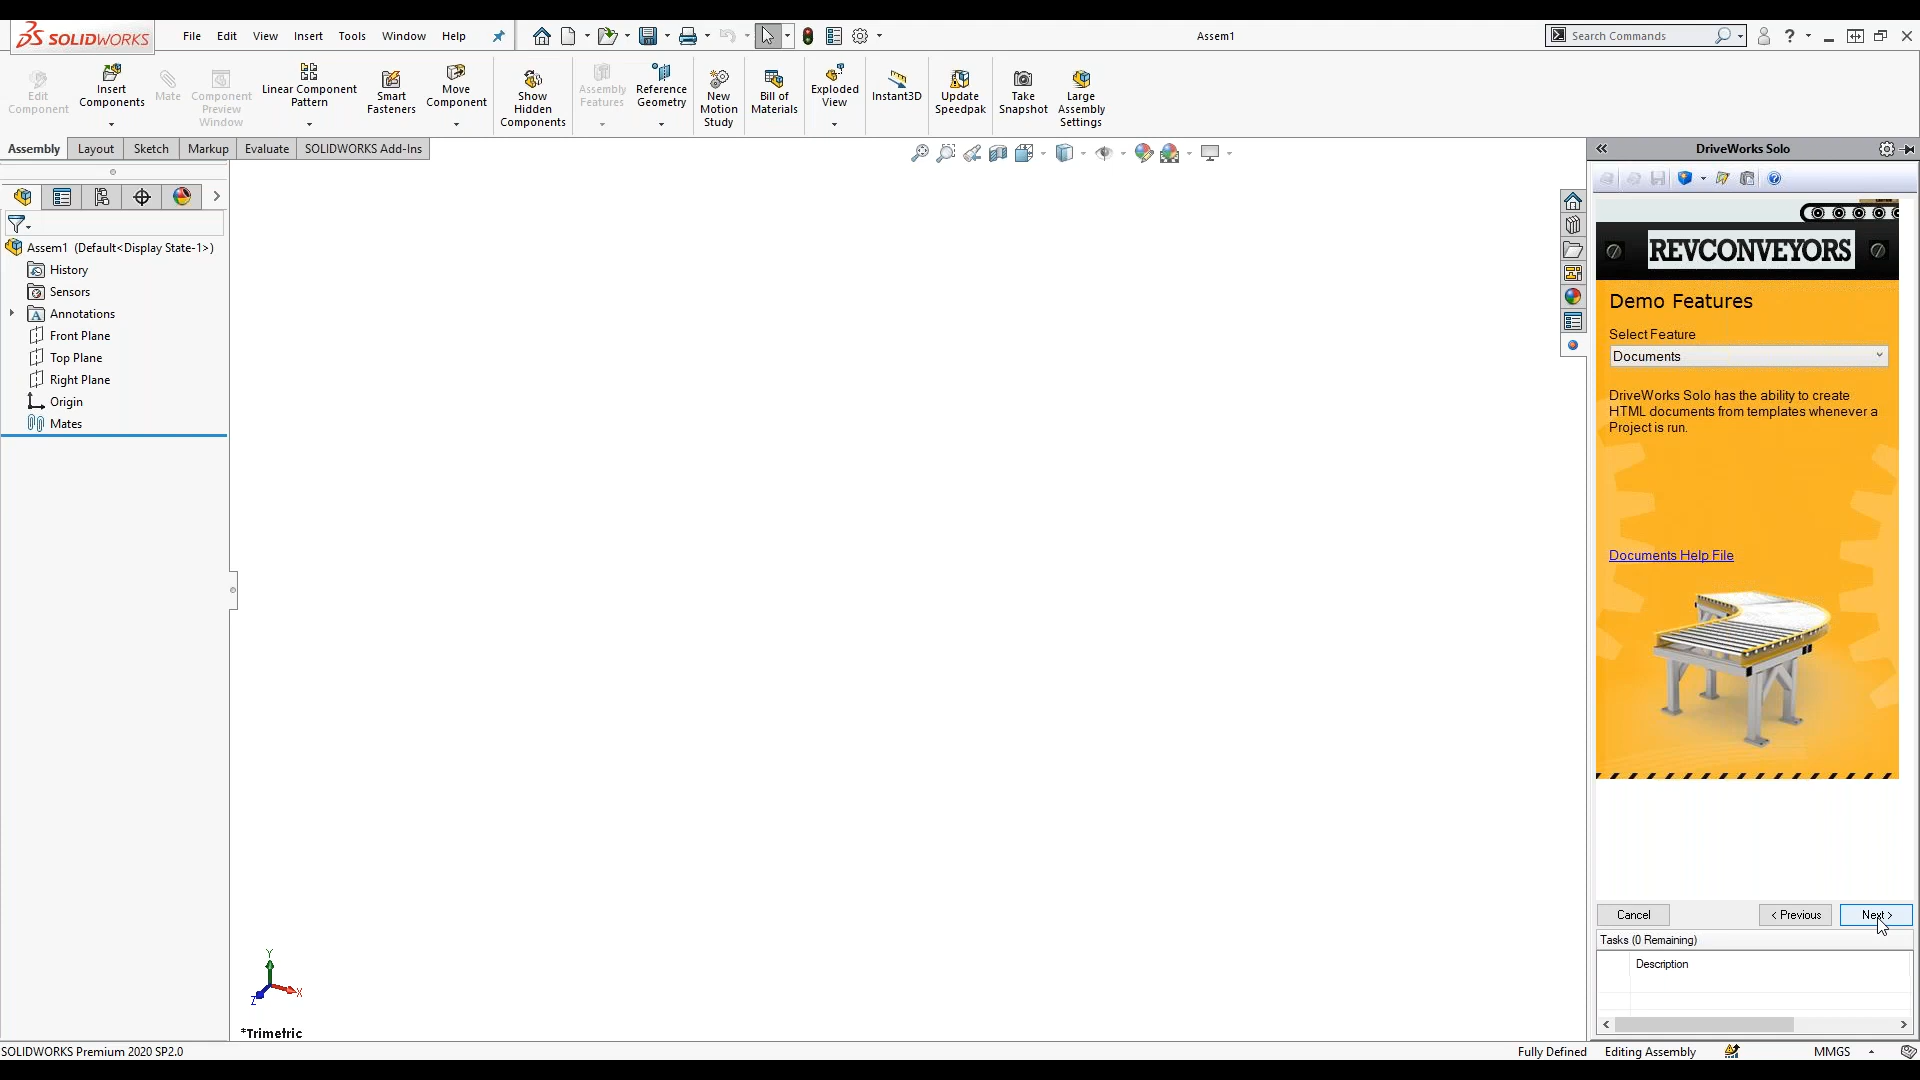 SOLIDWORKS
File Edit View Insert Tools Window Help
Assem1
Search Commands
?
Edit Component
Insert Components
Mate
Component Preview Window
Linear Component Pattern
Smart Fasteners
Move Component
Show Hidden Components
Assembly Features
Reference Geometry
New Motion Study
Bill of Materials
Exploded View
Instant3D
Update Speedpak
Take Snapshot
Large Assembly Settings
Assembly Layout Sketch Markup Evaluate SOLIDWORKS Add-Ins
DriveWorks Solo
Assem1 (Default<Display State-1>)
History
Sensors
Annotations
Front Plane
Top Plane
Right Plane
Origin
Mates
REVCONVEYORS
Demo Features
Select Feature
Documents
DriveWorks Solo has the ability to create
HTML documents from templates whenever a
Project is run.
Documents Help File
Cancel < Previous Next >
Tasks (0 Remaining)
Description
Y
X
Z
*Trimetric
SOLIDWORKS Premium 2020 SP2.0
Fully Defined Editing Assembly MMGS